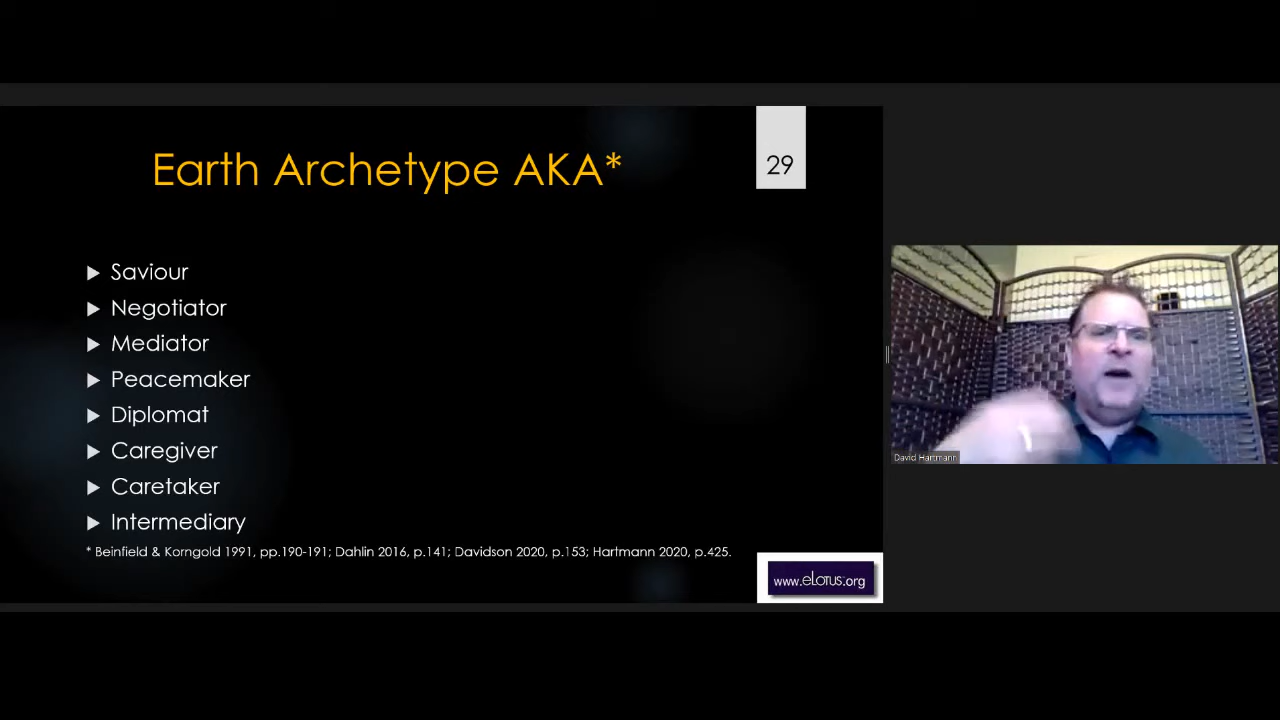 Earth Archetype AKA*
29
Saviour
Negotiator
Mediator
Peacemaker
Diplomat
Caregiver
Caretaker
Intermediary
* Beinfield & Korngold 1991, pp.190-191; Dahlin 2016, p.141; Davidson 2020, p.153; Hartmann 2020, p.425.
www.eLotus.org
David Hartmann